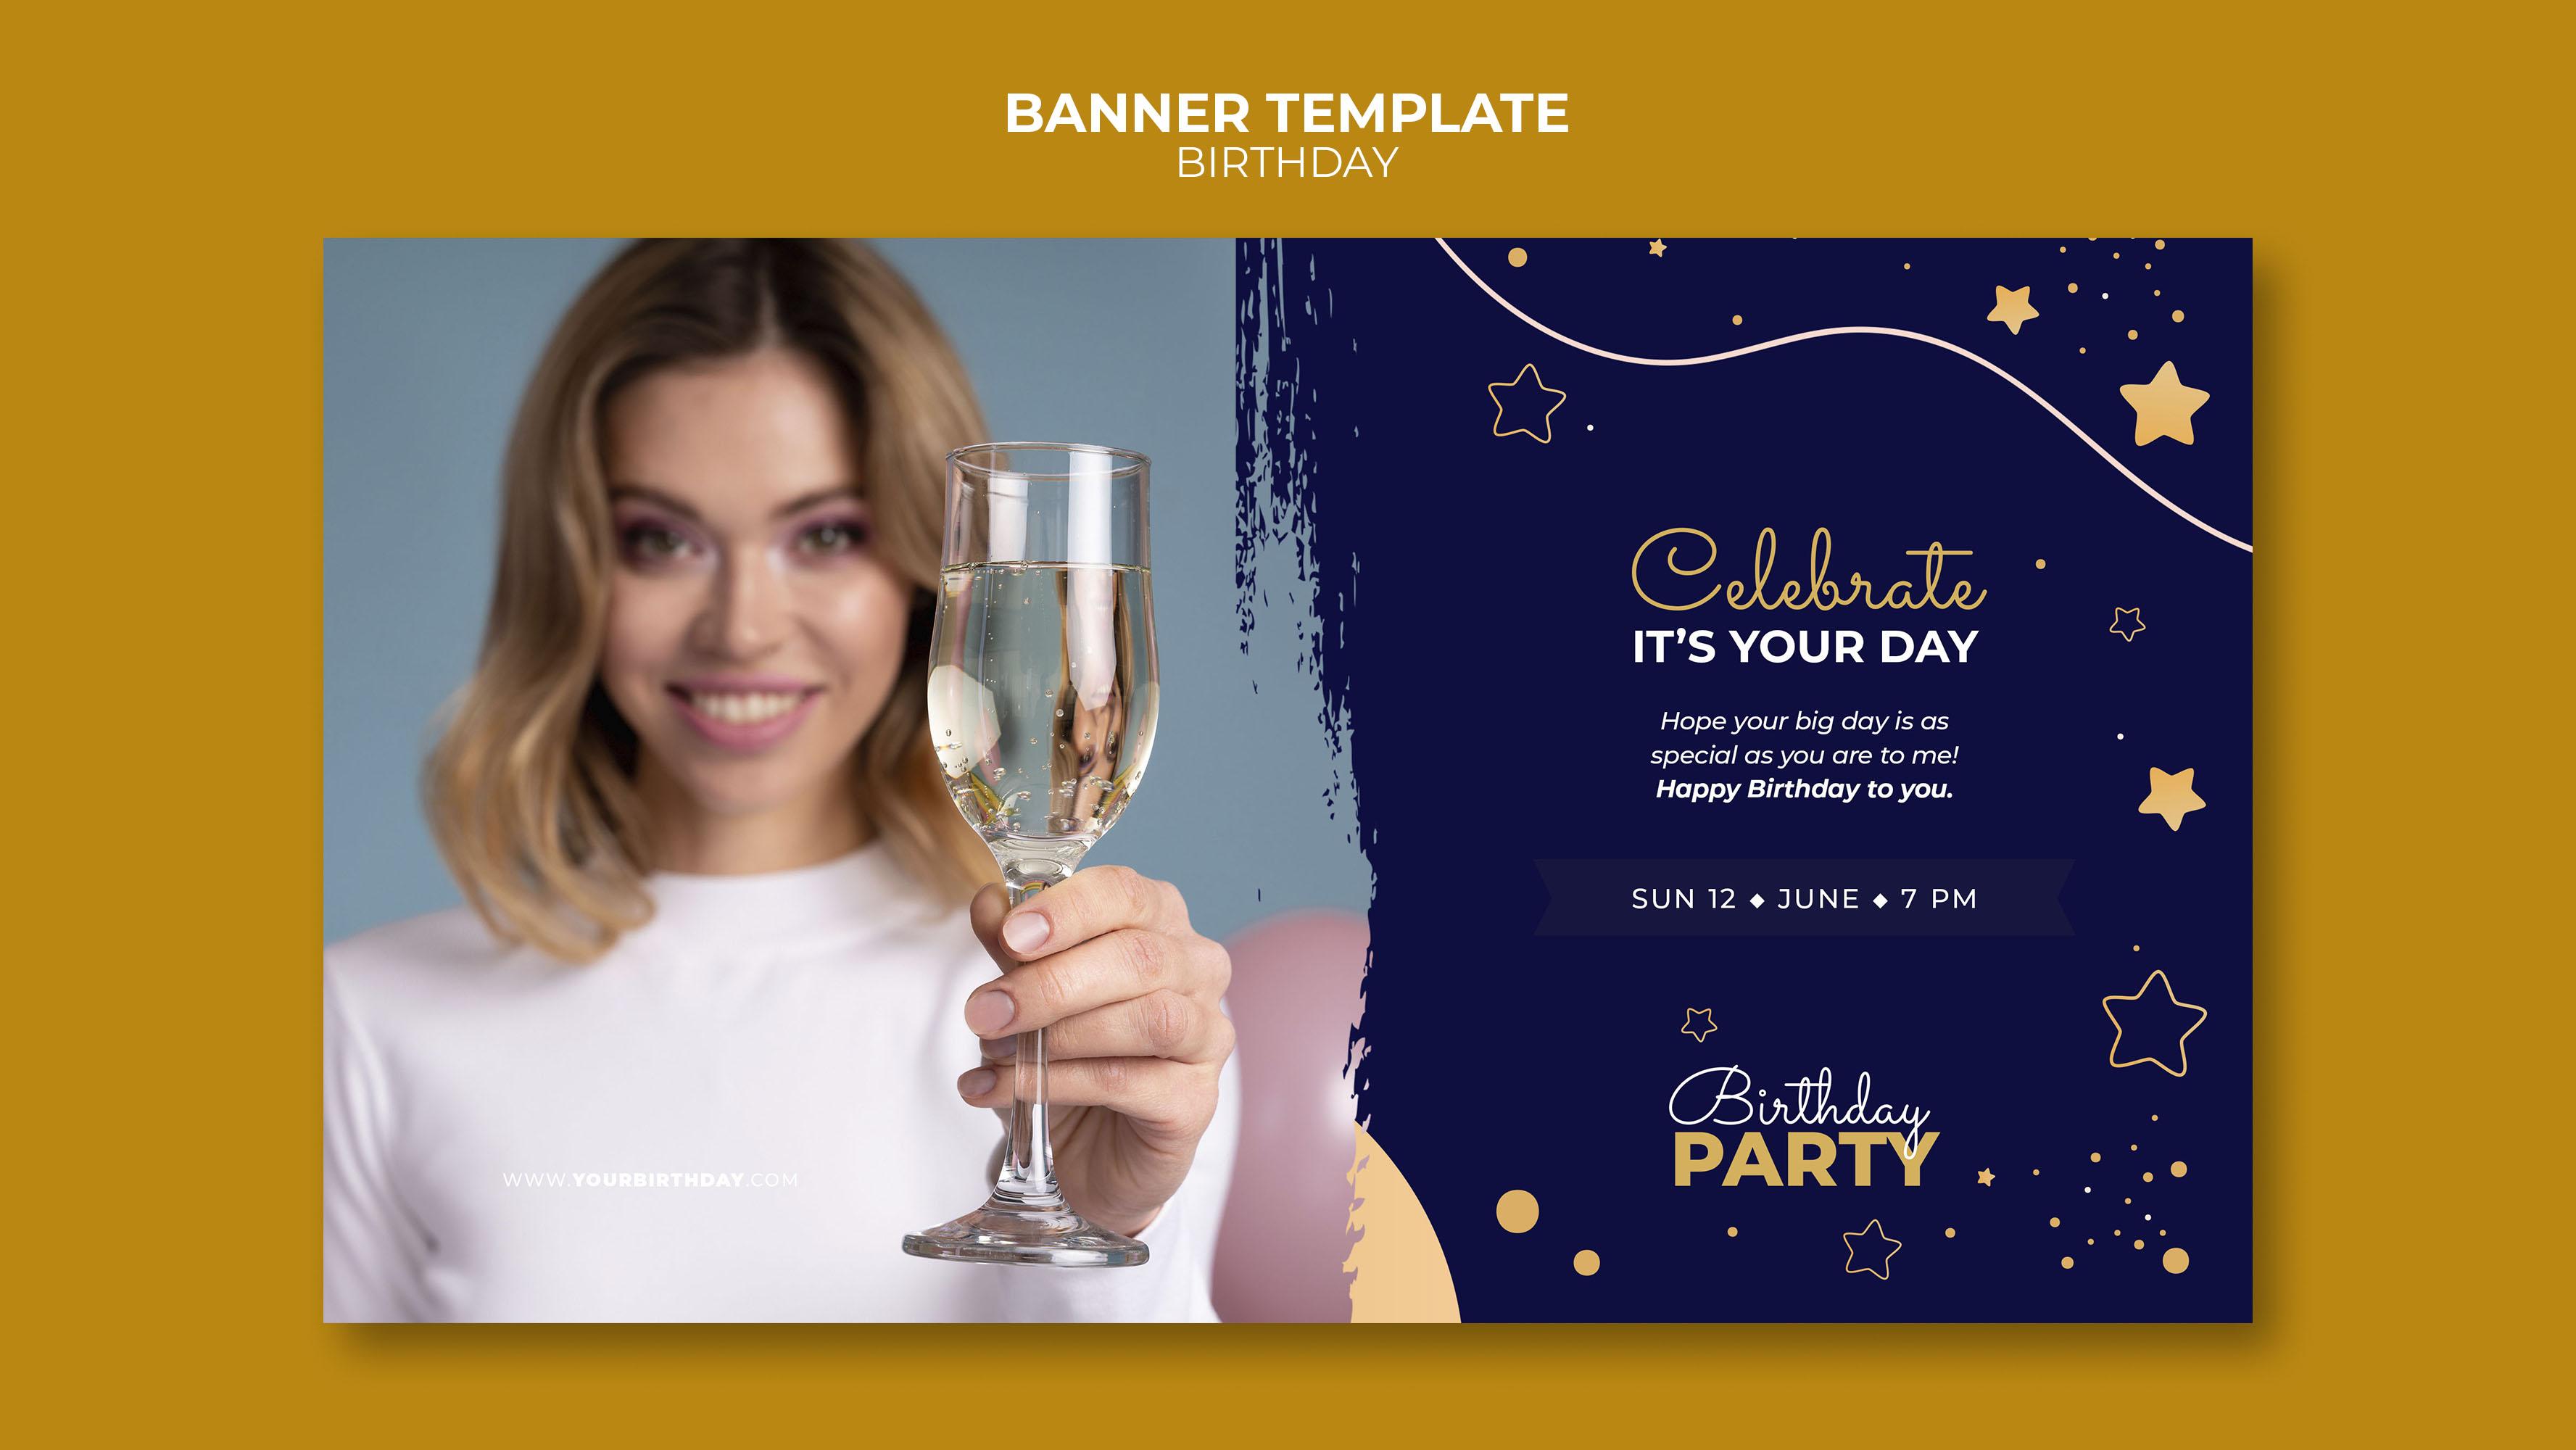 BANNER TEMPLATE
BIRTHDAY
Celebrate
IT’S YOUR DAY
Hope your big day is as
special as you are to me!
Happy Birthday to you.
SUN 12 ◆ JUNE ◆ 7 PM
Birthday
PARTY
WWW.YOURBIRTHDAY.COM